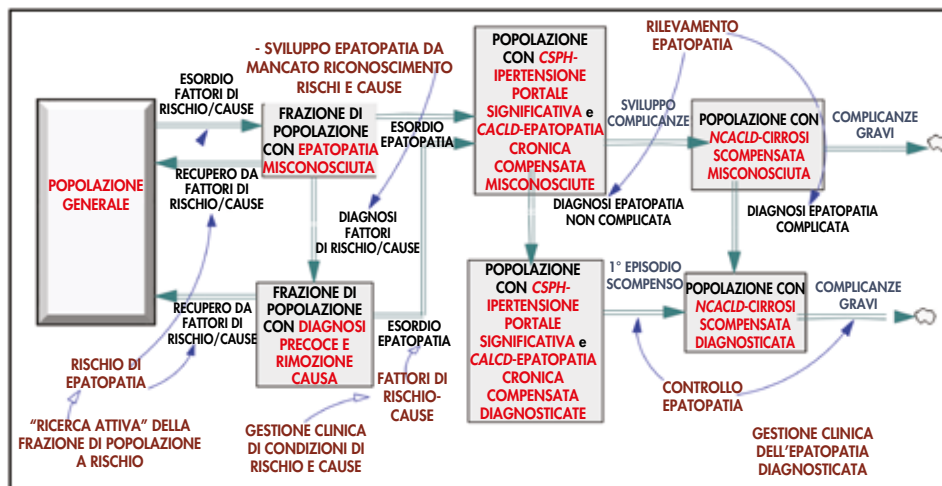 - SVILUPPO EPATOPATIA DA
MANCATO RICONOSCIMENTO
RISCHI E CAUSE
RILEVAMENTO
EPATOPATIA
ESORDIO
FATTORI DI
RISCHIO/CAUSE
POPOLAZIONE
GENERALE
FRAZIONE DI
POPOLAZIONE
CON EPATOPATIA
MISCONOSCIUTA
ESORDIO
EPATOPATIA
POPOLAZIONE
CON CSPH-
IPERTENSIONE
PORTALE
SIGNIFICATIVA e
CACLD-EPATOPATIA
CRONICA
COMPENSATA
MISCONOSCIUTE
SVILUPPO
COMPLICANZE
POPOLAZIONE CON
NCACLD-CIRROSI
SCOMPENSATA
MISCONOSCIUTA
COMPLICANZE
GRAVI
RECUPERO DA
FATTORI DI
RISCHIO/CAUSE
DIAGNOSI
FATTORI
DI RISCHIO/CAUSE
DIAGNOSI EPATOPATIA
NON COMPLICATA
DIAGNOSI EPATOPATIA
COMPLICATA
RECUPERO DA
FATTORI DI
RISCHIO/CAUSE
FRAZIONE DI
POPOLAZIONE
CON DIAGNOSI
PRECOCE E
RIMOZIONE
CAUSA
ESORDIO
EPATOPATIA
POPOLAZIONE
CON CSPH-
IPERTENSIONE
PORTALE
SIGNIFICATIVA e
CALCD-EPATOPATIA
CRONICA
COMPENSATA
DIAGNOSTICATE
1° EPISODIO
SCOMPENSO
POPOLAZIONE CON
NCACLD-CIRROSI
SCOMPENSATA
DIAGNOSTICATA
COMPLICANZE
GRAVI
RISCHIO DI
EPATOPATIA
FATTORI DI
RISCHIO-
CAUSE
CONTROLLO
EPATOPATIA
"RICERCA ATTIVA" DELLA
FRAZIONE DI POPOLAZIONE
A RISCHIO
GESTIONE CLINICA
DI CONDIZIONI DI
RISCHIO E CAUSE
GESTIONE CLINICA
DELL'EPATOPATIA
DIAGNOSTICATA